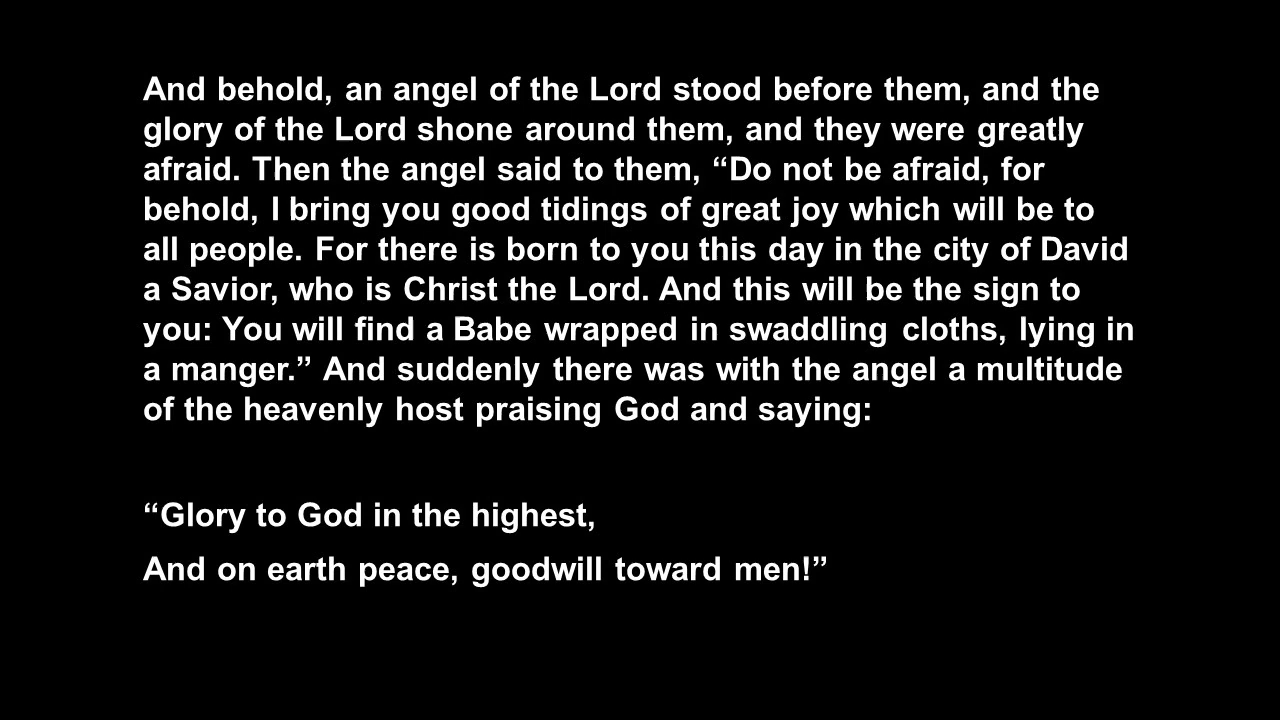 And behold, an angel of the Lord stood before them, and the
glory of the Lord shone around them, and they were greatly
afraid. Then the angel said to them, “Do not be afraid, for
behold, I bring you good tidings of great joy which will be to
all people. For there is born to you this day in the city of David
a Savior, who is Christ the Lord. And this will be the sign to
you: You will find a Babe wrapped in swaddling cloths, lying in
a manger.” And suddenly there was with the angel a multitude
of the heavenly host praising God and saying:
“Glory to God in the highest,
And on earth peace, goodwill toward men!”